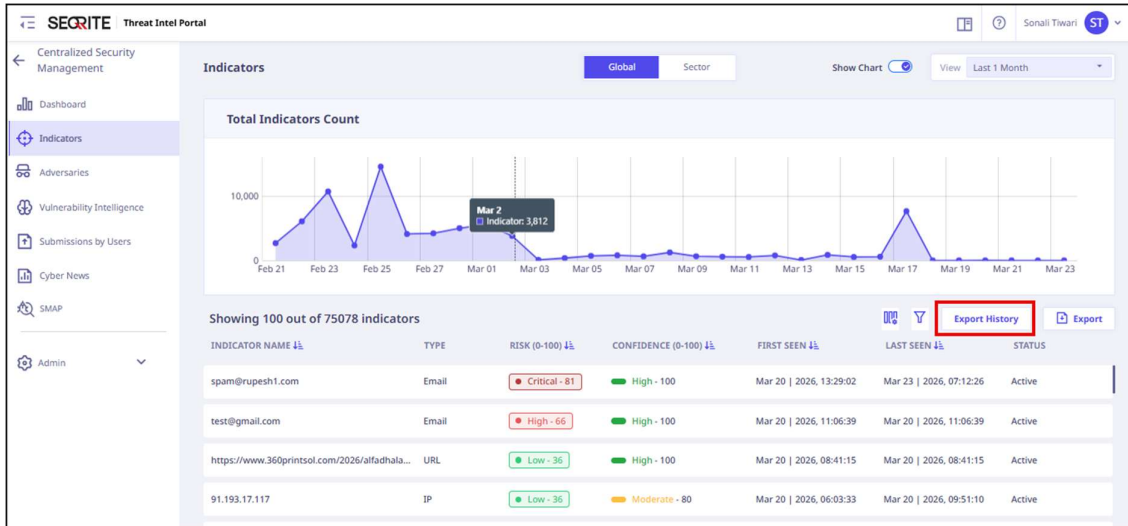 SEQRITE Threat Intel Portal
Sonali Tiwari ST
Centralized Security
Management
Dashboard
Indicators
Adversaries
Vulnerability Intelligence
Submissions by Users
Cyber News
SMAP
Admin
Indicators
Global Sector
Show Chart
View Last 1 Month
Total Indicators Count
10,000
0
Mar 2
Indicator: 3,812
Feb 21 Feb 23 Feb 25 Feb 27 Mar 01 Mar 03 Mar 05 Mar 07 Mar 09 Mar 11 Mar 13 Mar 15 Mar 17 Mar 19 Mar 21 Mar 23
Showing 100 out of 75078 indicators
Export History Export
INDICATOR NAME TYPE RISK (0-100) CONFIDENCE (0-100) FIRST SEEN LAST SEEN STATUS
spam@rupesh1.com Email Critical - 81 High - 100 Mar 20 | 2026, 13:29:02 Mar 23 | 2026, 07:12:26 Active
test@gmail.com Email High - 66 High - 100 Mar 20 | 2026, 11:06:39 Mar 20 | 2026, 11:06:39 Active
https://www.360printsol.com/2026/alfadhala... URL Low - 36 High - 100 Mar 20 | 2026, 08:41:15 Mar 20 | 2026, 08:41:15 Active
91.193.17.117 IP Low - 36 Moderate - 80 Mar 20 | 2026, 06:03:33 Mar 20 | 2026, 09:51:10 Active